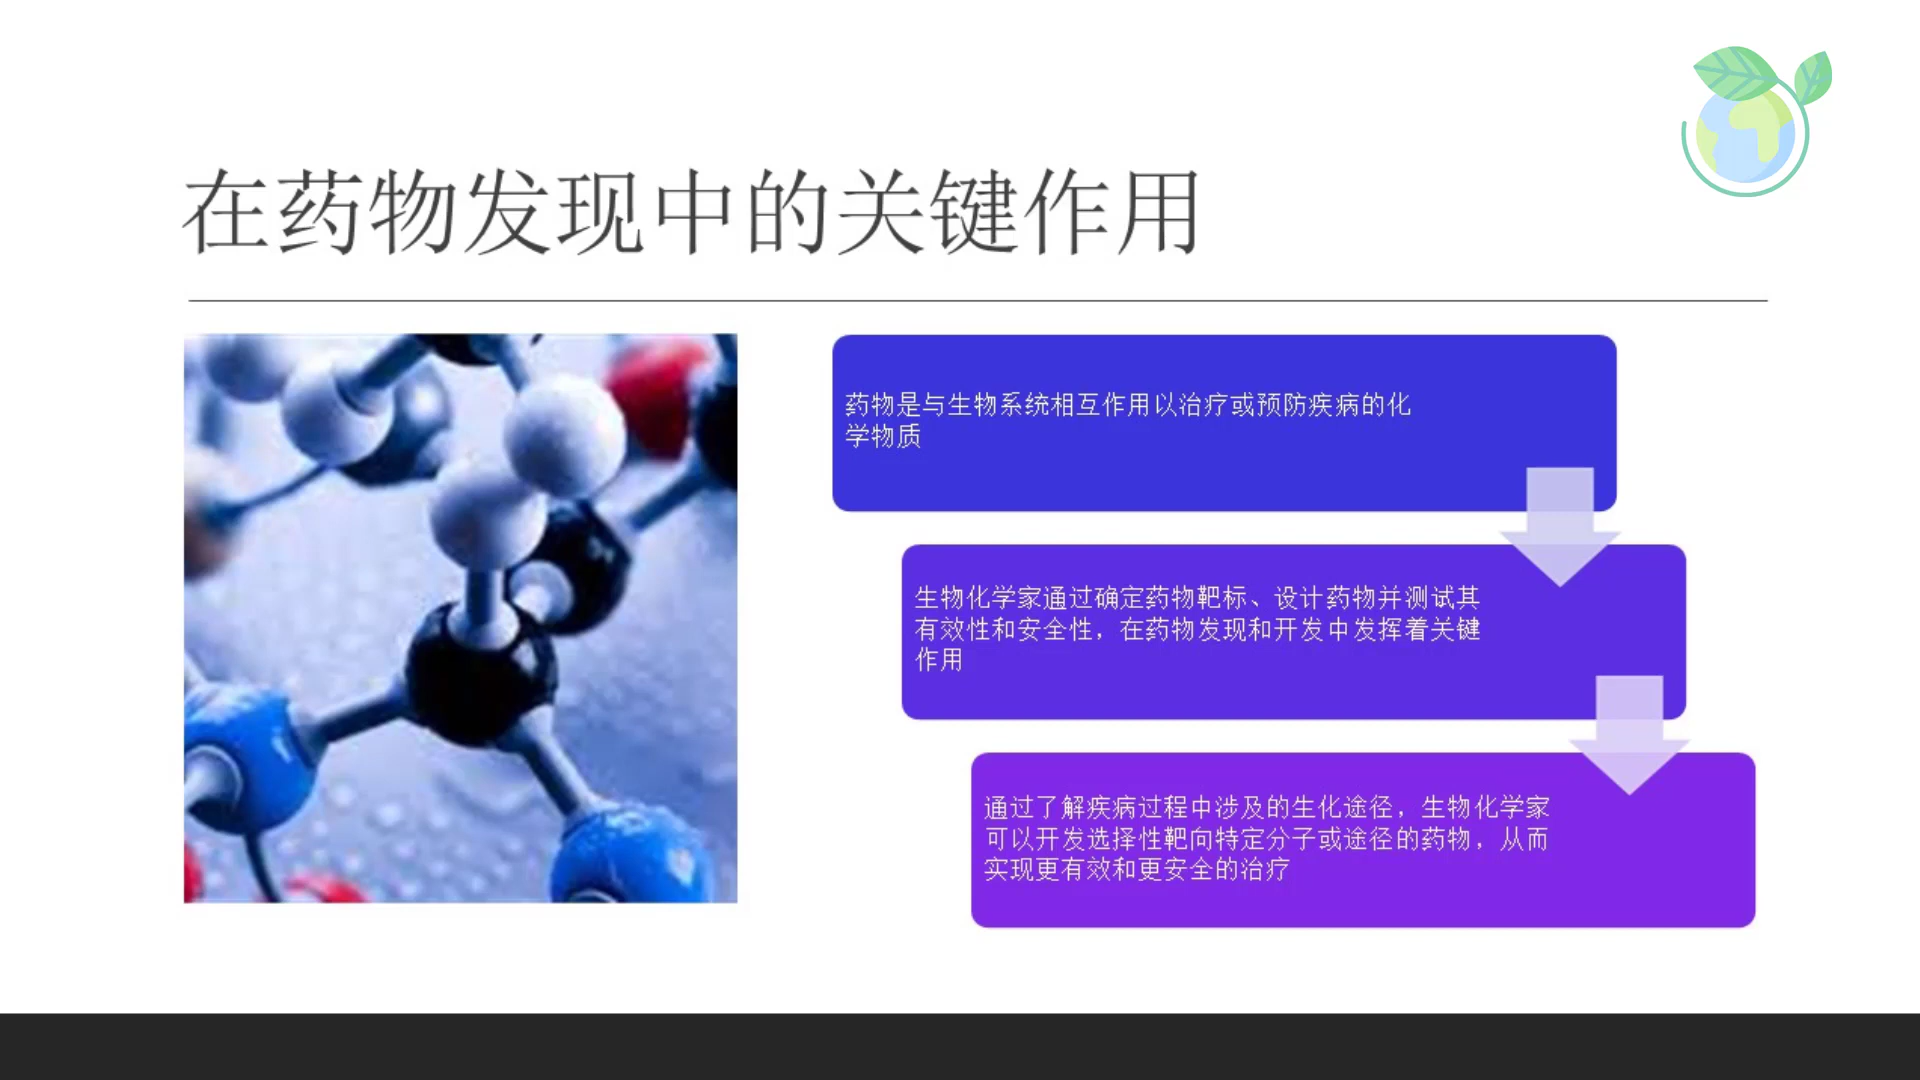 在药物发现中的关键作用
药物是与生物系统相互作用以治疗或预防疾病的化
学物质
生物化学家通过确定药物靶标、设计药物并测试其
有效性和安全性，在药物发现和开发中发挥着关键
作用
通过了解疾病过程中涉及的生化途径，生物化学家
可以开发选择性靶向特定分子或途径的药物，从而
实现更有效和更安全的治疗